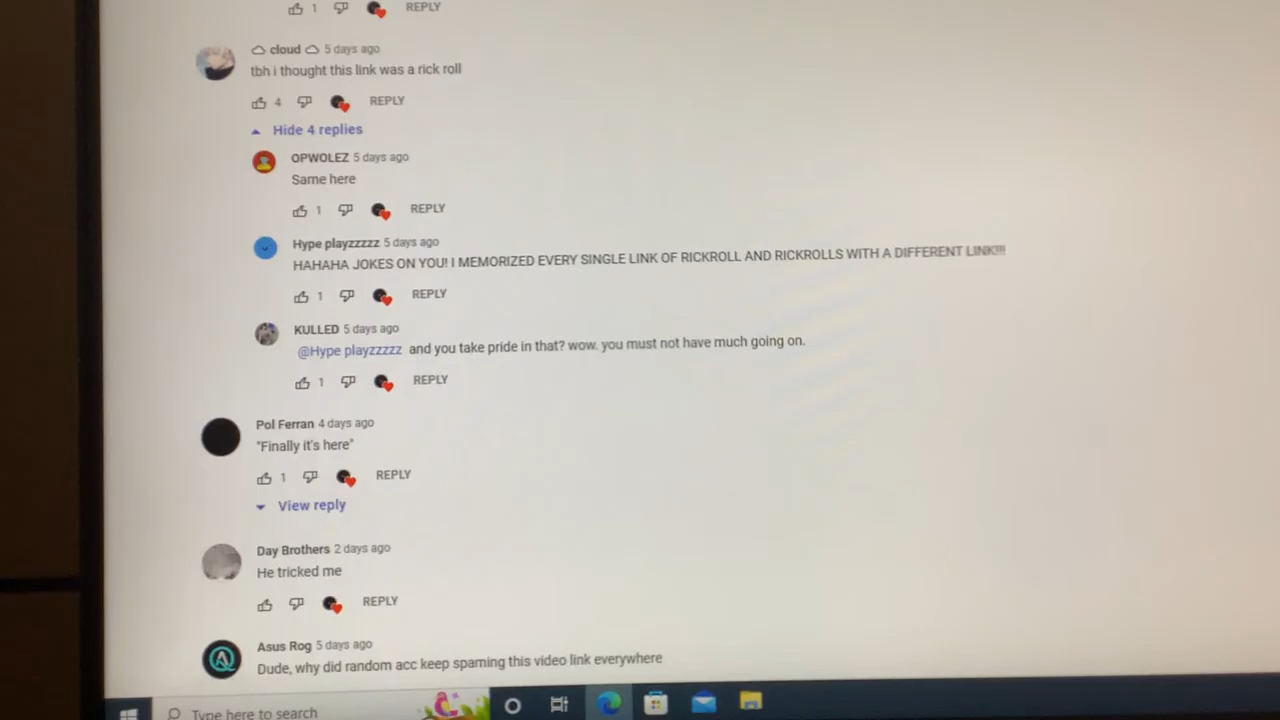 1 REPLY
cloud 5 days ago
tbh i thought this link was a rick roll
4 REPLY
Hide 4 replies
OPWOLEZ 5 days ago
Same here
1 REPLY
Hype playzzzzz 5 days ago
HAHAHA JOKES ON YOU! I MEMORIZED EVERY SINGLE LINK OF RICKROLL AND RICKROLLS WITH A DIFFERENT LINK!!!!
1 REPLY
KULLED 5 days ago
@Hype playzzzzz and you take pride in that? wow. you must not have much going on.
1 REPLY
Pol Ferran 4 days ago
"Finally it's here"
1 REPLY
View reply
Day Brothers 2 days ago
He tricked me
REPLY
Asus Rog 5 days ago
Dude, why did random acc keep spaming this video link everywhere
Type here to search